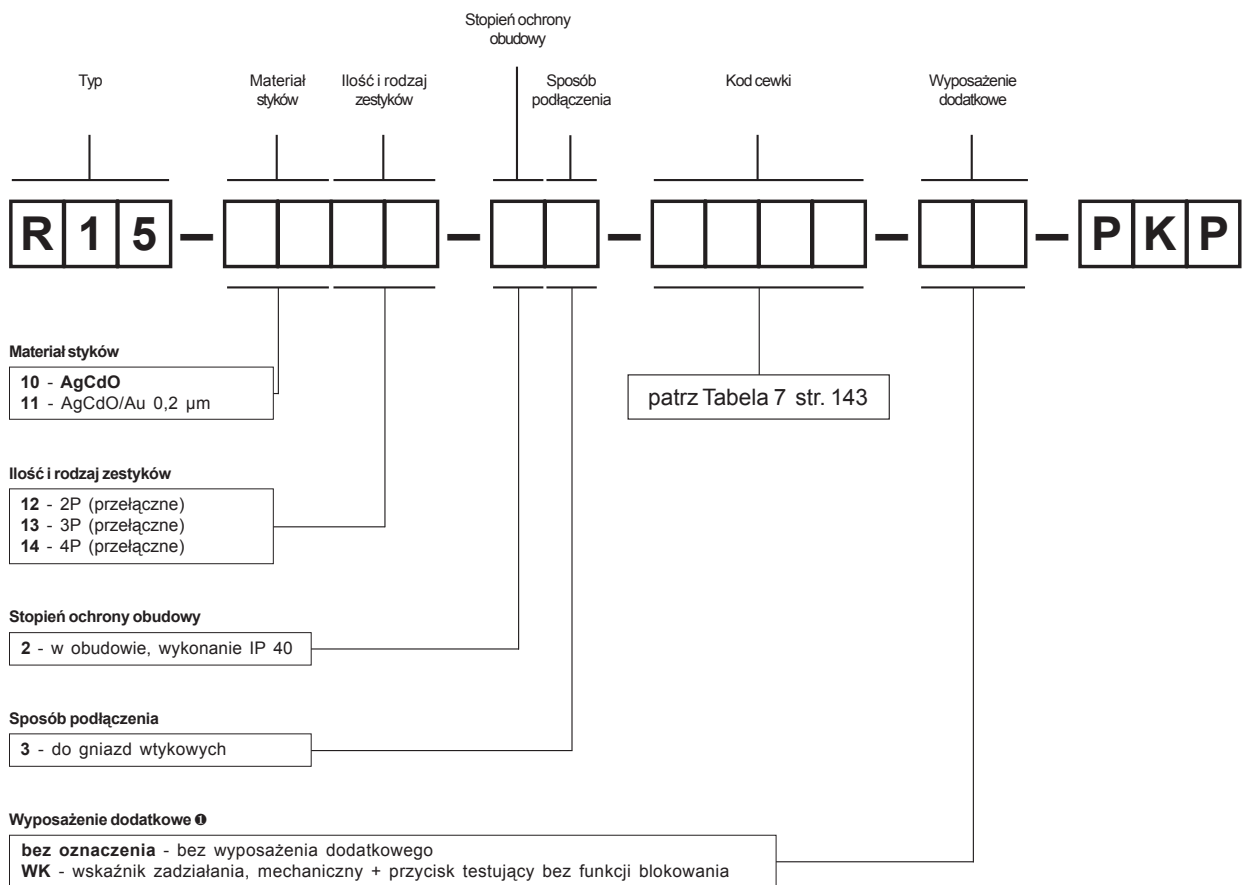 Stopień ochrony
obudowy
Typ
Materiał
styków
Ilość i rodzaj
zestyków
Sposób
podłączenia
Kod cewki
Wyposażenie
dodatkowe
R 1 5 – – – – – P K P
Materiał styków
10 - AgCdO
11 - AgCdO/Au 0,2 µm
patrz Tabela 7 str. 143
Ilość i rodzaj zestyków
12 - 2P (przełączne)
13 - 3P (przełączne)
14 - 4P (przełączne)
Stopień ochrony obudowy
2 - w obudowie, wykonanie IP 40
Sposób podłączenia
3 - do gniazd wtykowych
Wyposażenie dodatkowe ❶
bez oznaczenia - bez wyposażenia dodatkowego
WK - wskaźnik zadziałania, mechaniczny + przycisk testujący bez funkcji blokowania